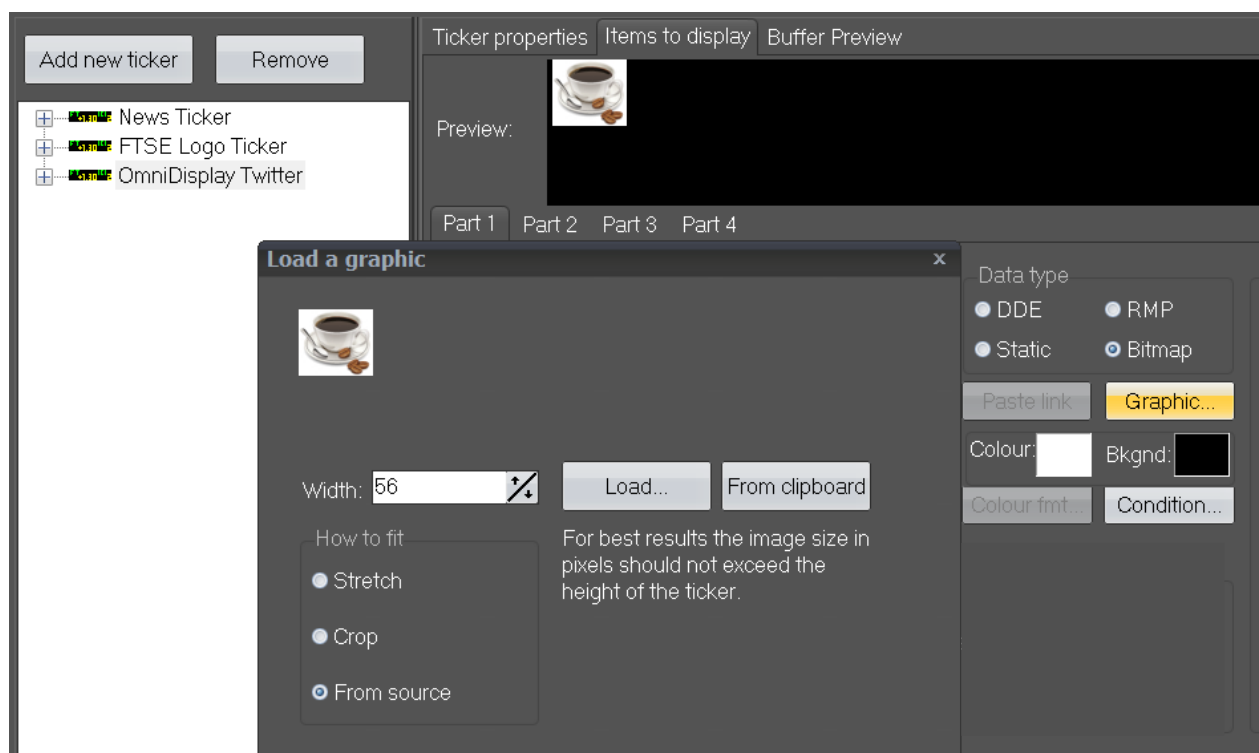 Add new ticker
Remove
News Ticker
FTSE Logo Ticker
OmniDisplay Twitter
Ticker properties
Items to display
Buffer Preview
Preview:
Part 1
Part 2
Part 3
Part 4
Load a graphic
x
Width: 56
Load...
From clipboard
How to fit
Stretch
Crop
From source
For best results the image size in
pixels should not exceed the
height of the ticker.
Data type
DDE
RMP
Static
Bitmap
Paste link
Graphic...
Colour:
Bkgnd:
Colour fmt...
Condition...